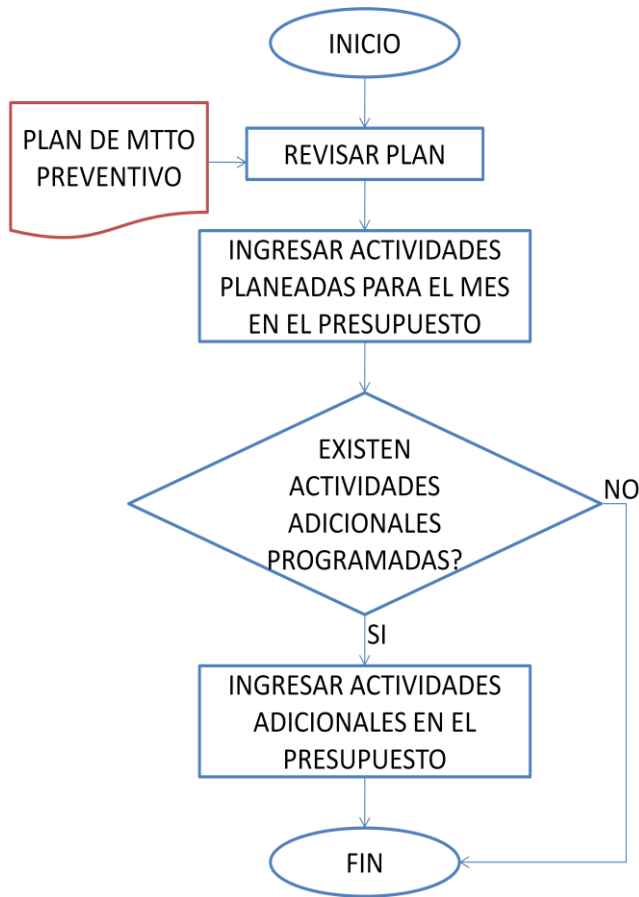 INICIO
PLAN DE MTTO
PREVENTIVO
REVISAR PLAN
INGRESAR ACTIVIDADES
PLANEADAS PARA EL MES
EN EL PRESUPUESTO
EXISTEN
ACTIVIDADES
ADICIONALES
PROGRAMADAS?
NO
SI
INGRESAR ACTIVIDADES
ADICIONALES EN EL
PRESUPUESTO
FIN